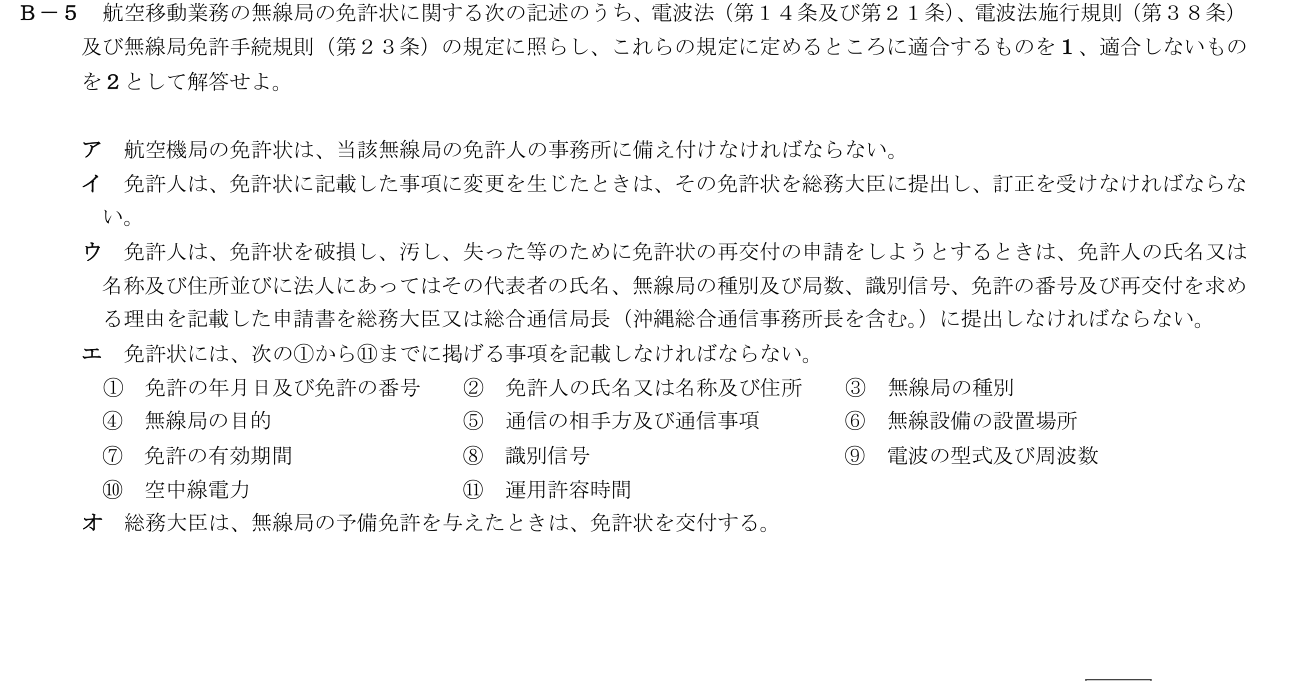 Ｂ－５　航空移動業務の無線局の免許状に関する次の記述のうち、電波法（第１４条及び第２１条）、電波法施行規則（第３８条）
及び無線局免許手続規則（第２３条）の規定に照らし、これらの規定に定めるところに適合するものを１、適合しないもの
を２として解答せよ。
ア　航空機局の免許状は、当該無線局の免許人の事務所に備え付けなければならない。
イ　免許人は、免許状に記載した事項に変更を生じたときは、その免許状を総務大臣に提出し、訂正を受けなければならな
い。
ウ　免許人は、免許状を破損し、汚し、失った等のために免許状の再交付の申請をしようとするときは、免許人の氏名又は
名称及び住所並びに法人にあってはその代表者の氏名、無線局の種別及び局数、識別信号、免許の番号及び再交付を求め
る理由を記載した申請書を総務大臣又は総合通信局長（沖縄総合通信事務所長を含む。）に提出しなければならない。
エ　免許状には、次の①から⑪までに掲げる事項を記載しなければならない。
①　免許の年月日及び免許の番号　②　免許人の氏名又は名称及び住所　③　無線局の種別
④　無線局の目的　⑤　通信の相手方及び通信事項　⑥　無線設備の設置場所
⑦　免許の有効期間　⑧　識別信号　⑨　電波の型式及び周波数
⑩　空中線電力　⑪　運用許容時間
オ　総務大臣は、無線局の予備免許を与えたときは、免許状を交付する。